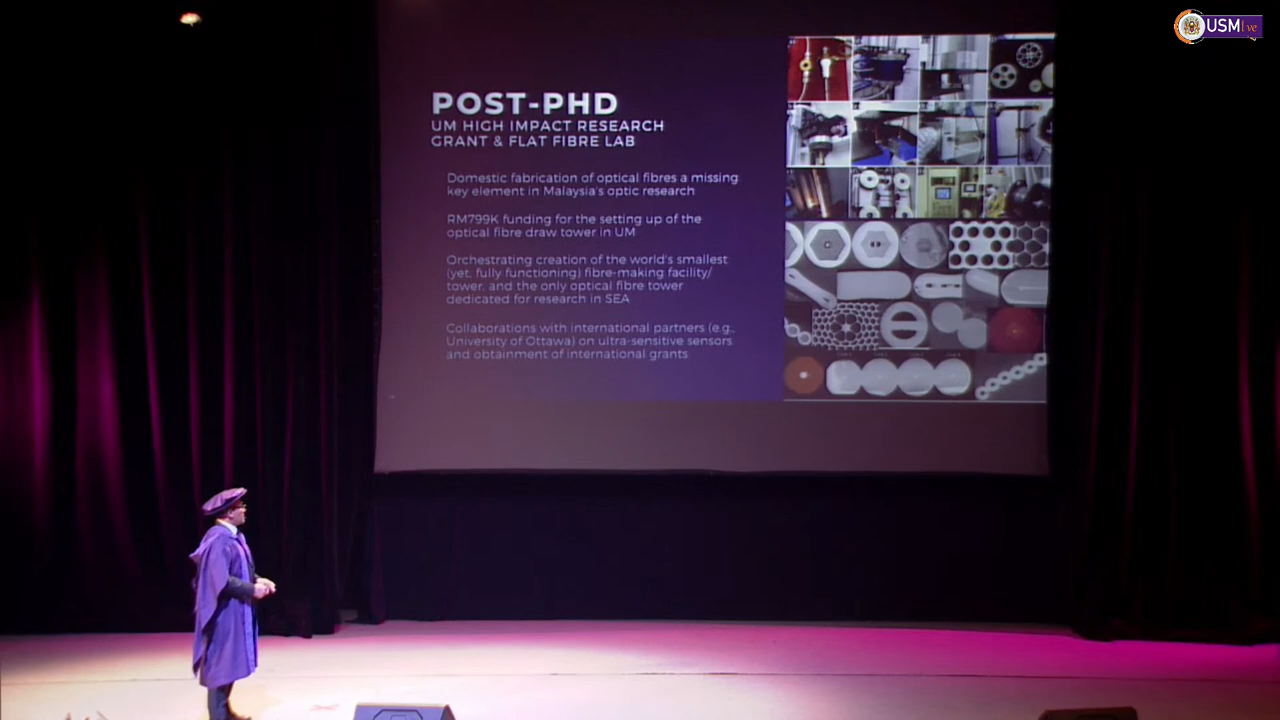 USMlive
POST-PHD
UM HIGH IMPACT RESEARCH
GRANT & FLAT FIBRE LAB
Domestic fabrication of optical fibres a missing
key element in Malaysia's optic research
RM799K funding for the setting up of the
optical fibre draw tower in UM
Orchestrating creation of the world's smallest
(yet, fully functioning) fibre-making facility/
tower, and the only optical fibre tower
dedicated for research in SEA
Collaborations with international partners (e.g.,
University of Ottawa) on ultra-sensitive sensors
and obtainment of international grants